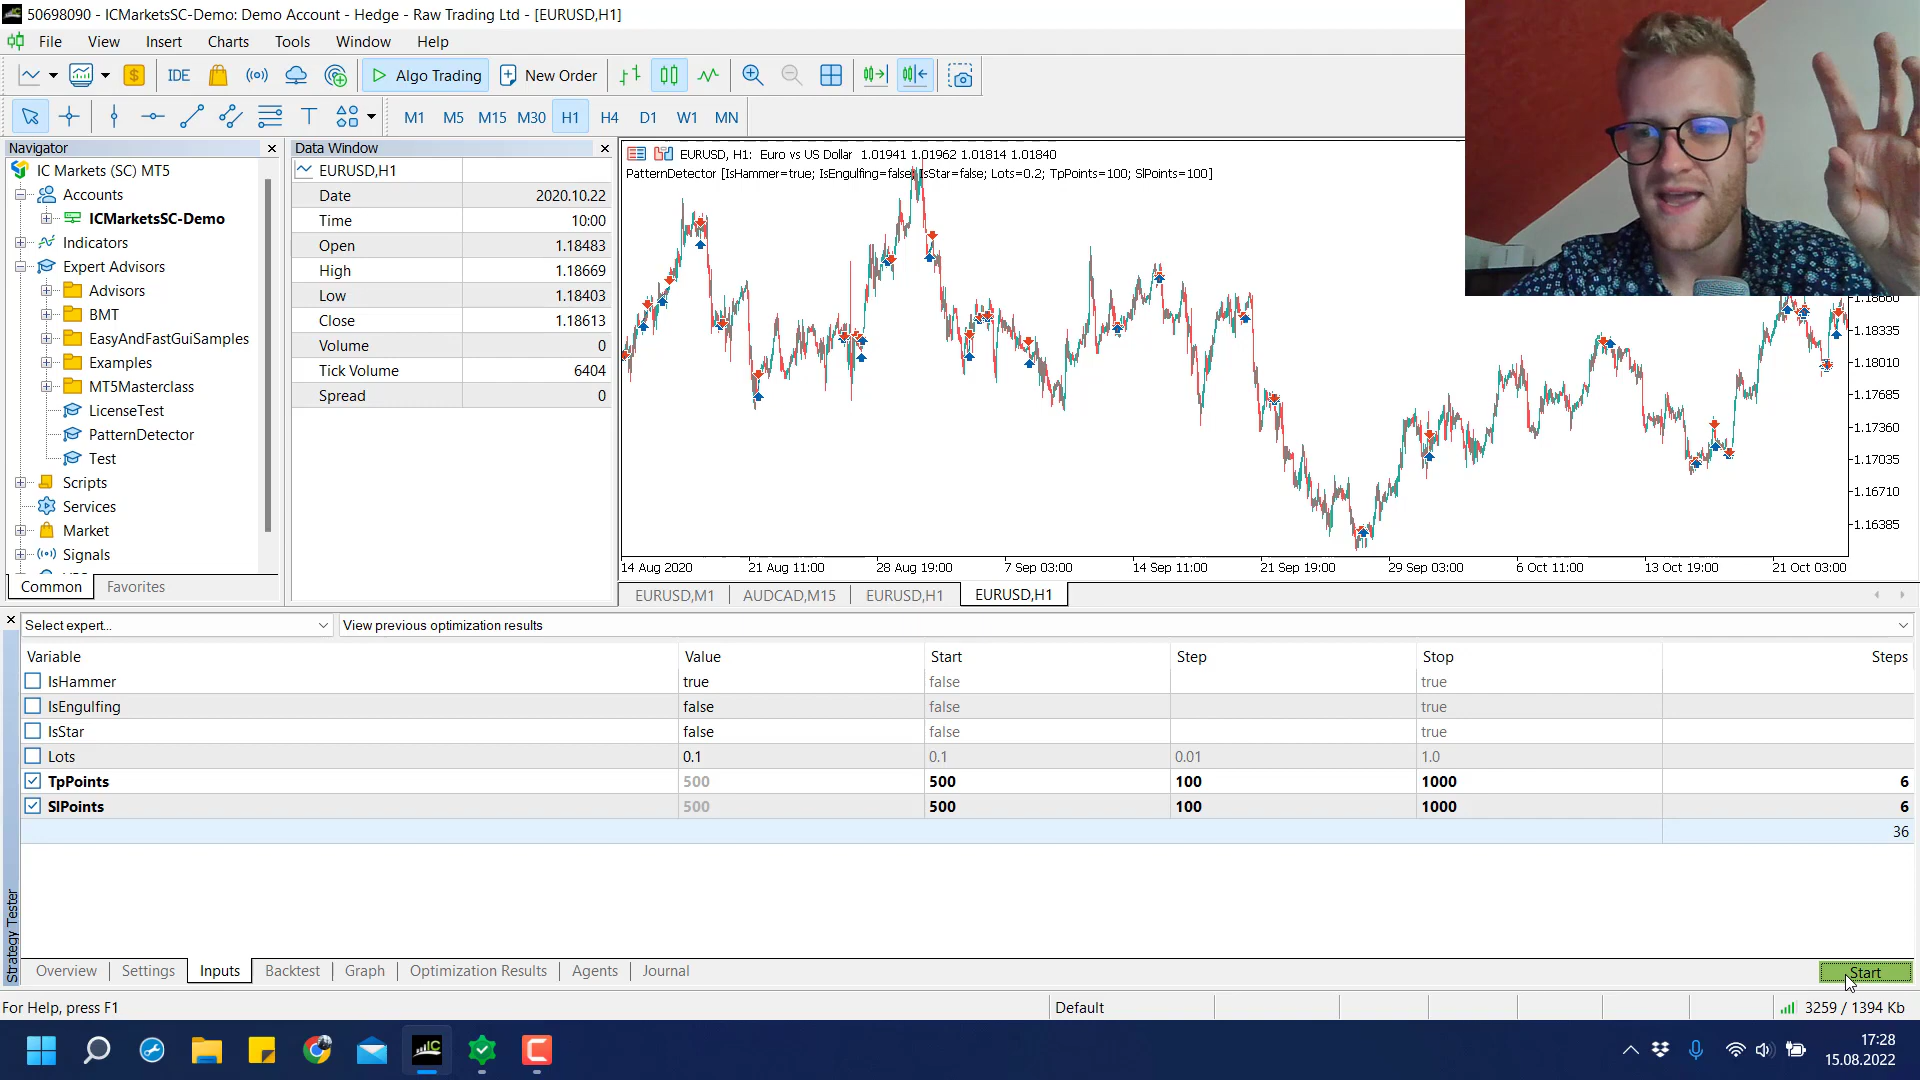 50698090 - ICMarketsSC-Demo: Demo Account - Hedge - Raw Trading Ltd - [EURUSD,H1]
File View Insert Charts Tools Window Help
IDE Algo Trading New Order
M1 M5 M15 M30 H1 H4 D1 W1 MN
Navigator
IC Markets (SC) MT5
Accounts
ICMarketsSC-Demo
Indicators
Expert Advisors
Advisors
BMT
EasyAndFastGuiSamples
Examples
MT5Masterclass
LicenseTest
PatternDetector
Test
Scripts
Services
Market
Signals
Common Favorites
Data Window
EURUSD,H1
Date 2020.10.22
Time 10:00
Open 1.18483
High 1.18669
Low 1.18403
Close 1.18613
Volume 0
Tick Volume 6404
Spread 0
EURUSD, H1: Euro vs US Dollar 1.01941 1.01962 1.01814 1.01840
PatternDetector [IsHammer=true; IsEngulfing=false; IsStar=false; Lots=0.2; TpPoints=100; SlPoints=100]
1.18660
1.18335
1.18010
1.17685
1.17360
1.17035
1.16710
1.16385
14 Aug 2020 21 Aug 11:00 28 Aug 19:00 7 Sep 03:00 14 Sep 11:00 21 Sep 19:00 29 Sep 03:00 6 Oct 11:00 13 Oct 19:00 21 Oct 03:00
EURUSD,M1 AUDCAD,M15 EURUSD,H1 EURUSD,H1
Select expert... View previous optimization results
Variable Value Start Step Stop Steps
IsHammer true false true
IsEngulfing false false true
IsStar false false true
Lots 0.1 0.1 0.01 1.0
TpPoints 500 500 100 1000 6
SlPoints 500 500 100 1000 6
36
Strategy Tester
Overview Settings Inputs Backtest Graph Optimization Results Agents Journal Start
For Help, press F1 Default 3259 / 1394 Kb
17:28
15.08.2022